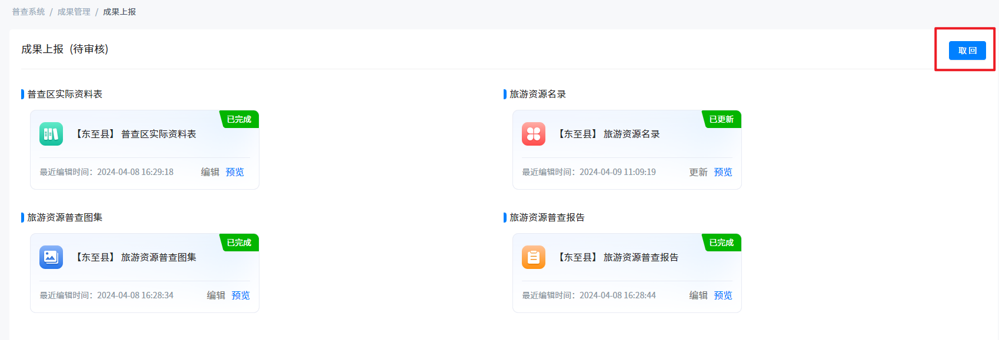 普查系统 / 成果管理 / 成果上报
成果上报（待审核)
取 回
普查区实际资料表
已完成
【东至县】 普查区实际资料表
最近编辑时间：2024-04-08 16:29:18 编辑 预览
旅游资源名录
已更新
【东至县】 旅游资源名录
最近编辑时间：2024-04-09 11:09:19 更新 预览
旅游资源普查图集
已完成
【东至县】 旅游资源普查图集
最近编辑时间：2024-04-08 16:28:34 编辑 预览
旅游资源普查报告
已完成
【东至县】 旅游资源普查报告
最近编辑时间：2024-04-08 16:28:44 编辑 预览